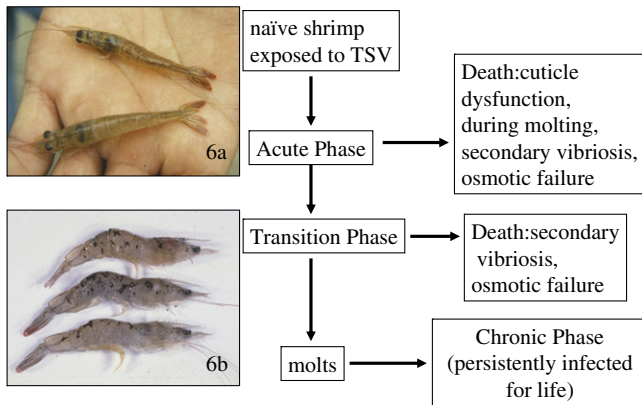 naïve shrimp
exposed to TSV
6a
Acute Phase
Death:cuticle
dysfunction,
during molting,
secondary vibriosis,
osmotic failure
Transition Phase
Death:secondary
vibriosis,
osmotic failure
6b
molts
Chronic Phase
(persistently infected
for life)